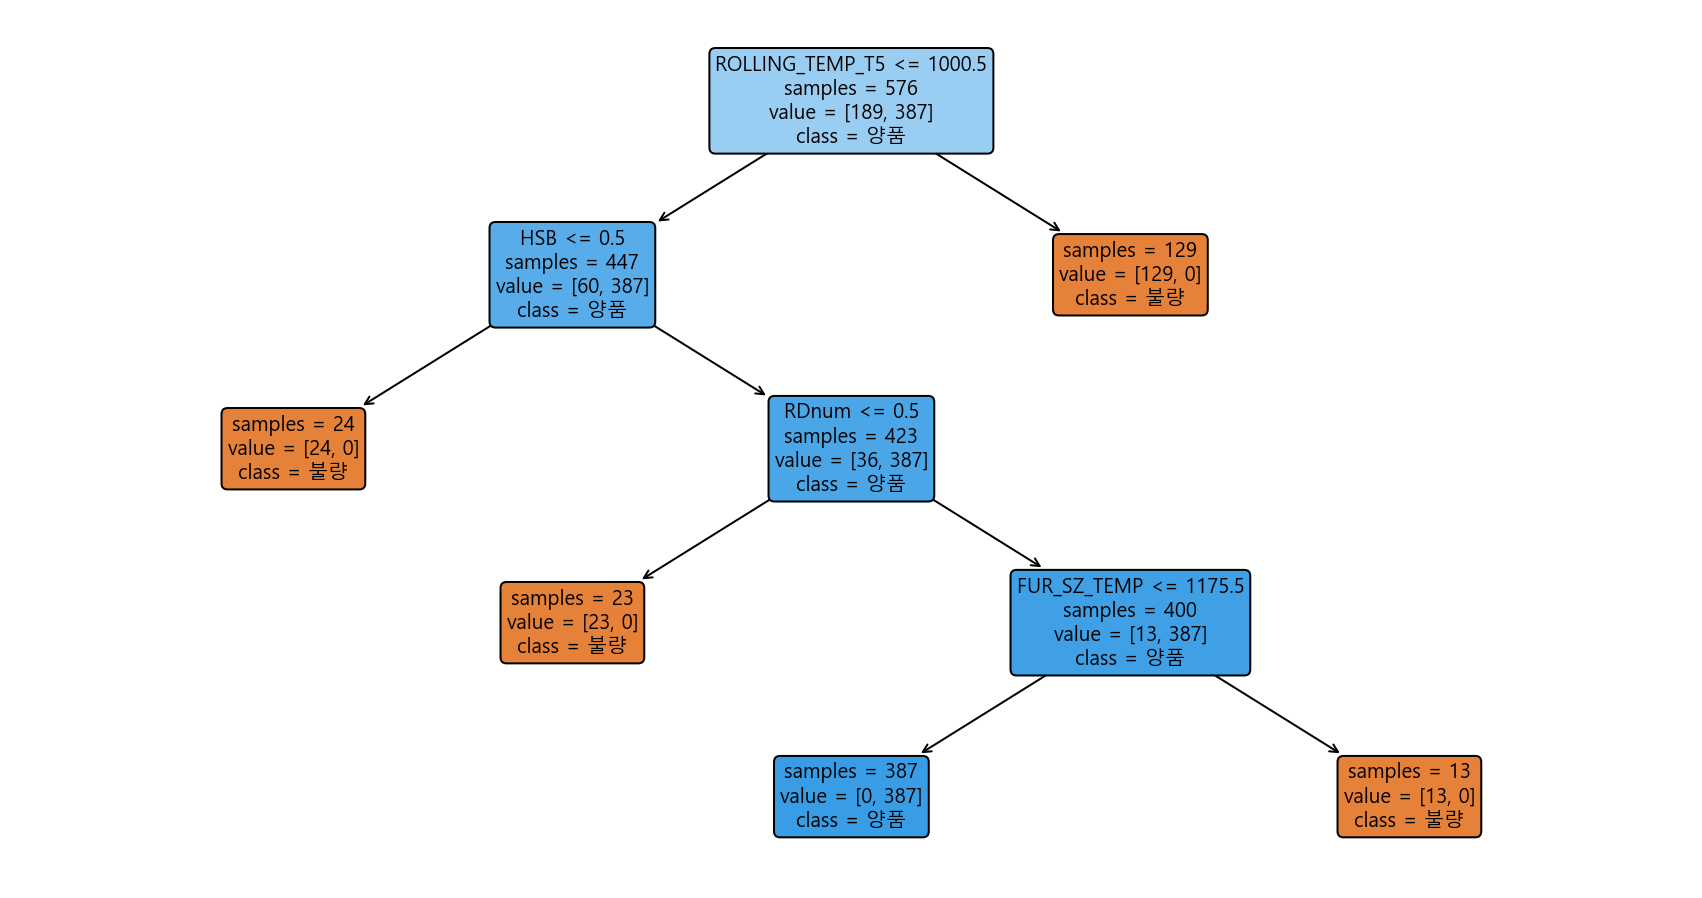 ROLLING_TEMP_T5 <= 1000.5
samples = 576
value = [189, 387]
class = 양품
HSB <= 0.5
samples = 447
value = [60, 387]
class = 양품
samples = 129
value = [129, 0]
class = 불량
samples = 24
value = [24, 0]
class = 불량
RDnum <= 0.5
samples = 423
value = [36, 387]
class = 양품
samples = 23
value = [23, 0]
class = 불량
FUR_SZ_TEMP <= 1175.5
samples = 400
value = [13, 387]
class = 양품
samples = 387
value = [0, 387]
class = 양품
samples = 13
value = [13, 0]
class = 불량